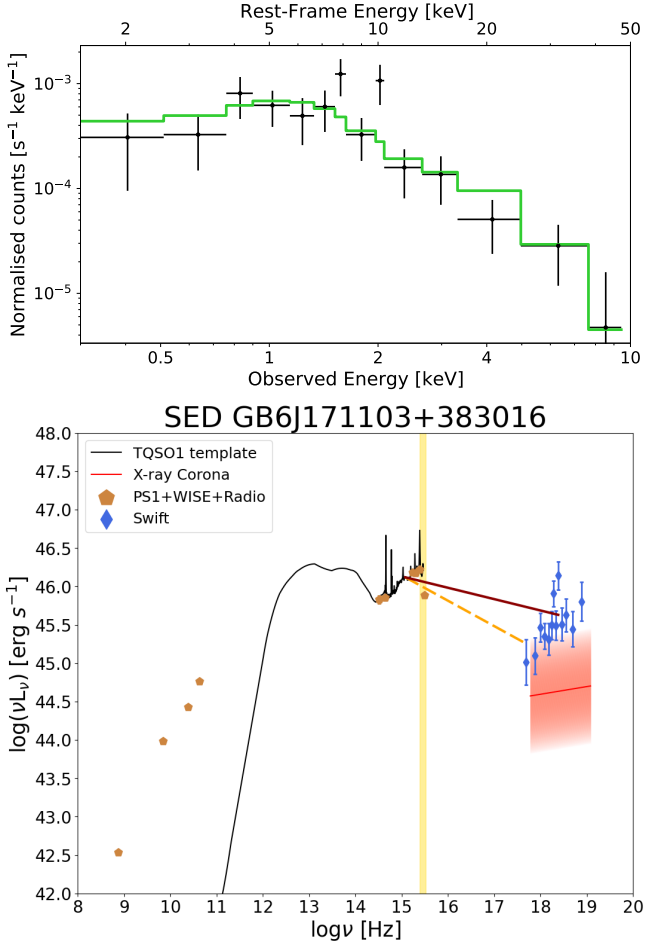 Rest-Frame Energy [keV]
2 5 10 20 50
Normalised counts [s⁻¹ keV⁻¹]
10⁻³
10⁻⁴
10⁻⁵
0.5 1 2 4 10
Observed Energy [keV]
SED GB6J171103+383016
log(νLν) [erg s⁻¹]
48.0
47.5
47.0
46.5
46.0
45.5
45.0
44.5
44.0
43.5
43.0
42.5
42.0
TQSO1 template
X-ray Corona
PS1+WISE+Radio
Swift
8 9 10 11 12 13 14 15 16 17 18 19 20
logν [Hz]